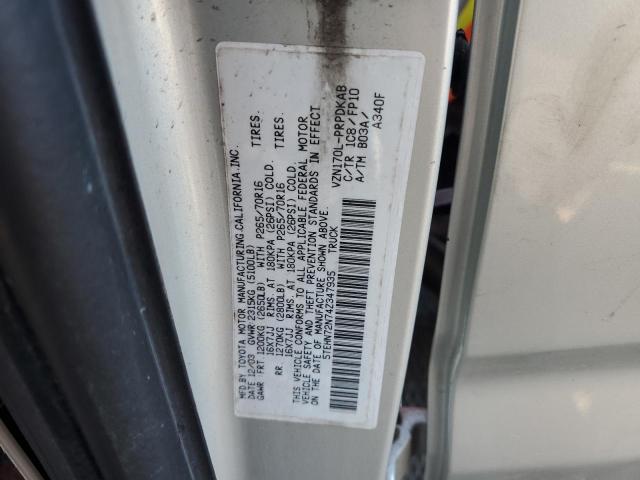 MFD.BY TOYOTA MOTOR MANUFACTURING.CALIFORNIA.INC.
DATE 12/03 GVWR:2315KG (5100LB)
GAWR FRT 1200KG (2650LB) WITH P265/70R16 TIRES.
16X7JJ RIMS. AT 180KPA (26PSI) COLD.
RR. 1270KG (2800LB) WITH P265/70R16 TIRES.
16X7JJ RIMS. AT 180KPA (26PSI) COLD.
THIS VEHICLE CONFORMS TO ALL APPLICABLE FEDERAL MOTOR
VEHICLE SAFETY AND THEFT PREVENTION STANDARDS IN EFFECT
ON THE DATE OF MANUFACTURE SHOWN ABOVE.
5TEHN72N74Z347935 TRUCK
VZN170L-PRPDKAB
C/TR 1C8/FP10
A/TM B03A/
A340F